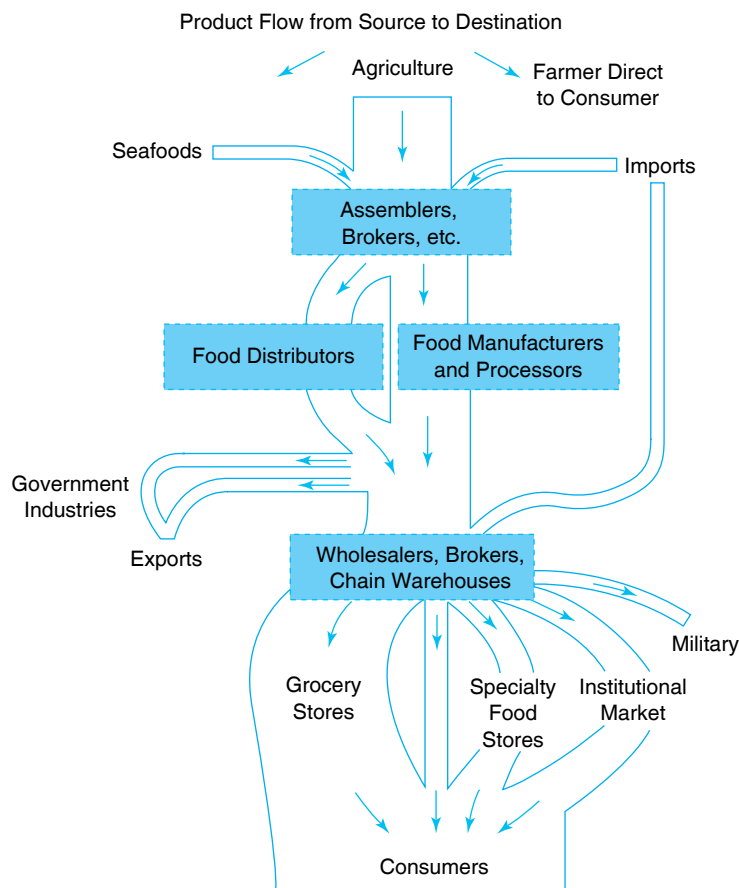 Product Flow from Source to Destination
Agriculture
Farmer Direct
to Consumer
Seafoods
Imports
Assemblers,
Brokers, etc.
Food Distributors
Food Manufacturers
and Processors
Government
Industries
Exports
Wholesalers, Brokers,
Chain Warehouses
Military
Grocery
Stores
Specialty
Food
Stores
Institutional
Market
Consumers